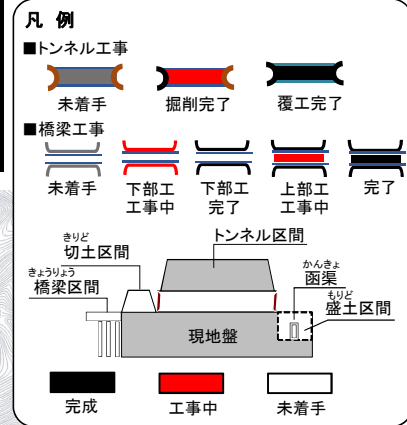 凡 例
■トンネル工事
未着手 掘削完了 覆工完了
■橋梁工事
未着手 下部工 下部工 上部工 完了
工事中 完了 工事中
きりど
切土区間
トンネル区間
きょうりょう
橋梁区間
かんきょ
函渠
もりど
盛土区間
現地盤
完成 工事中 未着手